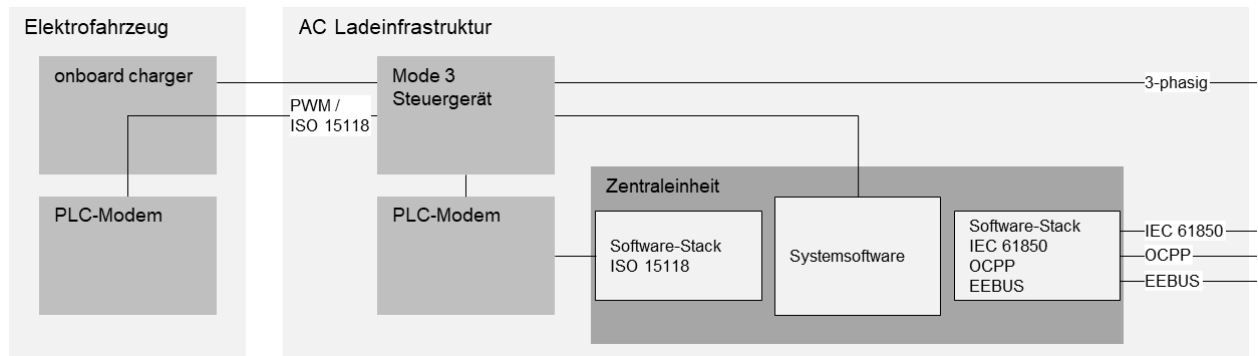 Elektrofahrzeug
AC Ladeinfrastruktur
onboard charger
Mode 3
Steuergerät
3-phasig
PWM /
ISO 15118
PLC-Modem
PLC-Modem
Zentraleinheit
Software-Stack
ISO 15118
Systemsoftware
Software-Stack
IEC 61850
OCPP
EEBUS
IEC 61850
OCPP
EEBUS